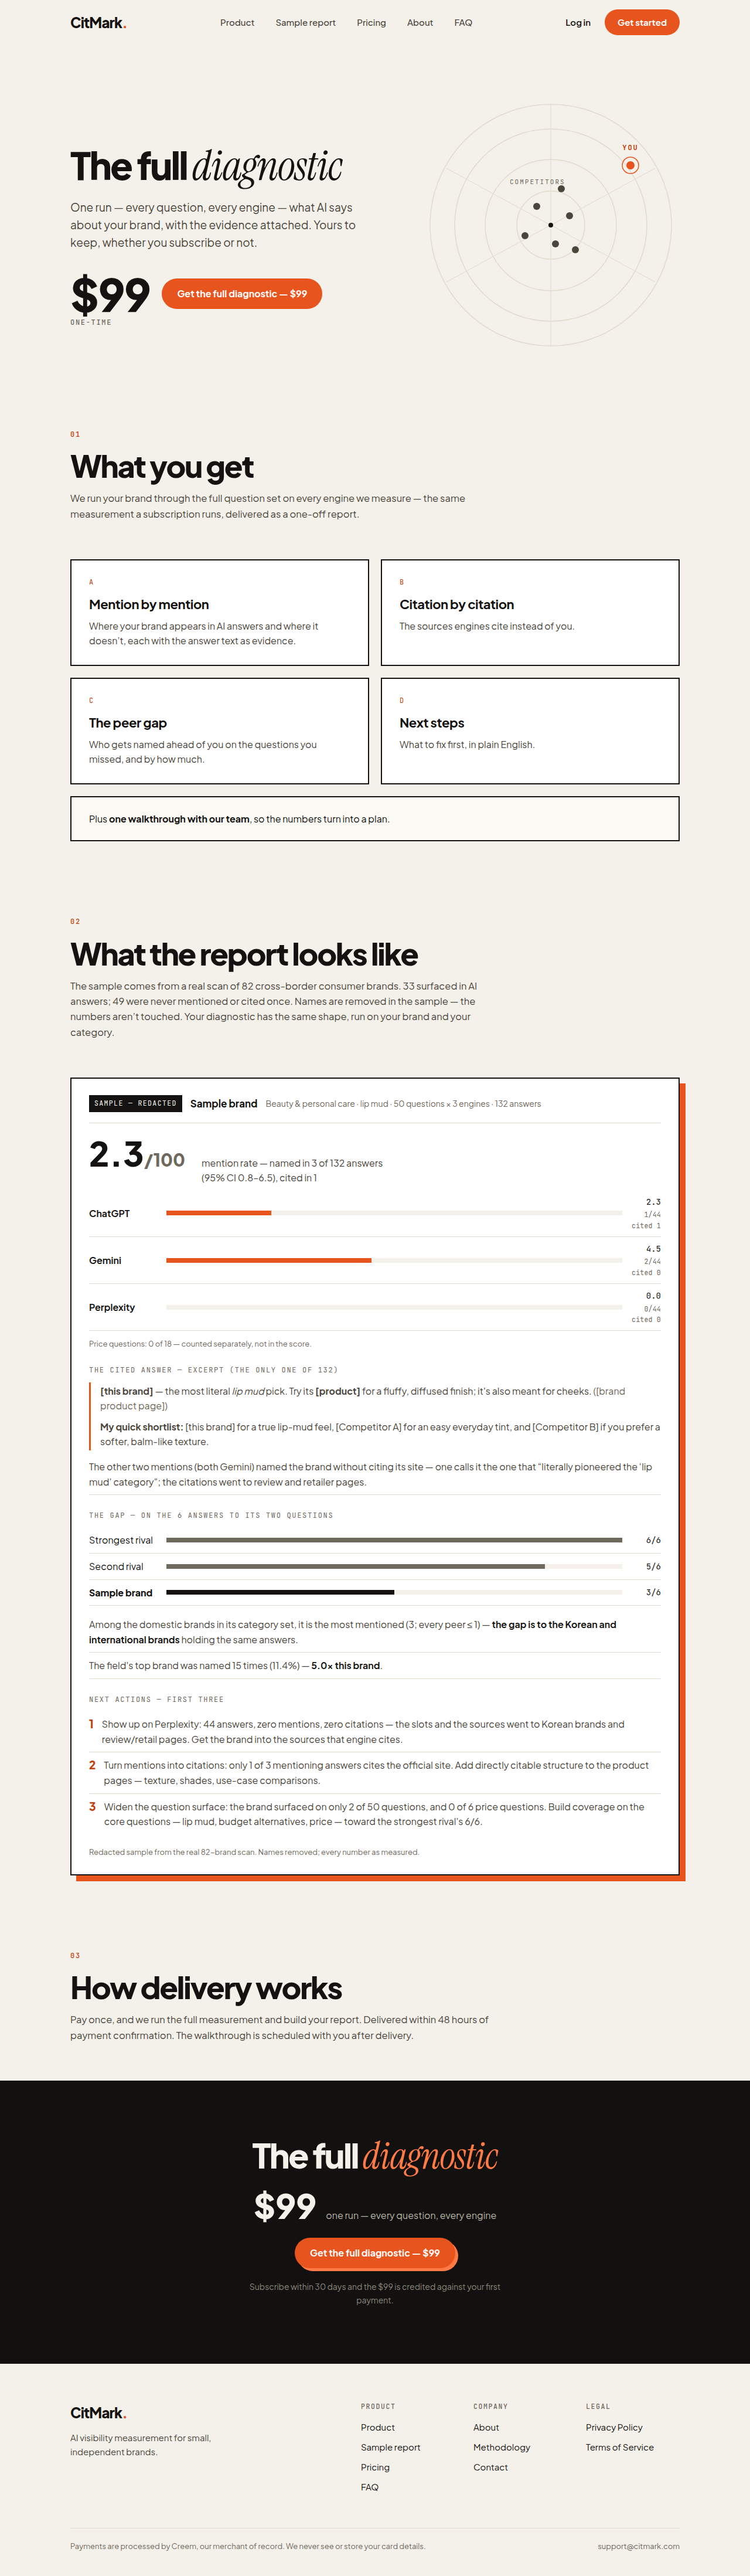 CitMark.
Product
Sample report
Pricing
About
FAQ
Log in
Get started
The full diagnostic
One run — every question, every engine — what AI says
about your brand, with the evidence attached. Yours to
keep, whether you subscribe or not.
$99
ONE-TIME
Get the full diagnostic — $99
YOU
COMPETITORS
01
What you get
We run your brand through the full question set on every engine we measure — the same
measurement a subscription runs, delivered as a one-off report.
A
Mention by mention
Where your brand appears in AI answers and where it
doesn't, each with the answer text as evidence.
B
Citation by citation
The sources engines cite instead of you.
C
The peer gap
Who gets named ahead of you on the questions you
missed, and by how much.
D
Next steps
What to fix first, in plain English.
Plus one walkthrough with our team, so the numbers turn into a plan.
02
What the report looks like
The sample comes from a real scan of 82 cross-border consumer brands. 33 surfaced in AI
answers; 49 were never mentioned or cited once. Names are removed in the sample — the
numbers aren't touched. Your diagnostic has the same shape, run on your brand and your
category.
SAMPLE — REDACTED
Sample brand
Beauty & personal care · lip mud · 50 questions × 3 engines · 132 answers
2.3/100
mention rate — named in 3 of 132 answers
(95% CI 0.8–6.5), cited in 1
ChatGPT
2.3
1/44
cited 1
Gemini
4.5
2/44
cited 0
Perplexity
0.0
0/44
cited 0
Price questions: 0 of 18 — counted separately, not in the score.
THE CITED ANSWER — EXCERPT (THE ONLY ONE OF 132)
[this brand] — the most literal lip mud pick. Try its [product] for a fluffy, diffused finish; it's also meant for cheeks. ([brand
product page])
My quick shortlist: [this brand] for a true lip-mud feel, [Competitor A] for an easy everyday tint, and [Competitor B] if you prefer a
softer, balm-like texture.
The other two mentions (both Gemini) named the brand without citing its site — one calls it the one that "literally pioneered the 'lip
mud' category"; the citations went to review and retailer pages.
THE GAP — ON THE 6 ANSWERS TO ITS TWO QUESTIONS
Strongest rival
6/6
Second rival
5/6
Sample brand
3/6
Among the domestic brands in its category set, it is the most mentioned (3; every peer ≤ 1) — the gap is to the Korean and
international brands holding the same answers.
The field's top brand was named 15 times (11.4%) — 5.0× this brand.
NEXT ACTIONS — FIRST THREE
1 Show up on Perplexity: 44 answers, zero mentions, zero citations — the slots and the sources went to Korean brands and
review/retail pages. Get the brand into the sources that engine cites.
2 Turn mentions into citations: only 1 of 3 mentioning answers cites the official site. Add directly citable structure to the product
pages — texture, shades, use-case comparisons.
3 Widen the question surface: the brand surfaced on only 2 of 50 questions, and 0 of 6 price questions. Build coverage on the
core questions — lip mud, budget alternatives, price — toward the strongest rival's 6/6.
Redacted sample from the real 82-brand scan. Names removed; every number as measured.
03
How delivery works
Pay once, and we run the full measurement and build your report. Delivered within 48 hours of
payment confirmation. The walkthrough is scheduled with you after delivery.
The full diagnostic
$99
one run — every question, every engine
Get the full diagnostic — $99
Subscribe within 30 days and the $99 is credited against your first
payment.
CitMark.
AI visibility measurement for small,
independent brands.
PRODUCT
Product
Sample report
Pricing
FAQ
COMPANY
About
Methodology
Contact
LEGAL
Privacy Policy
Terms of Service
Payments are processed by Creem, our merchant of record. We never see or store your card details.
support@citmark.com